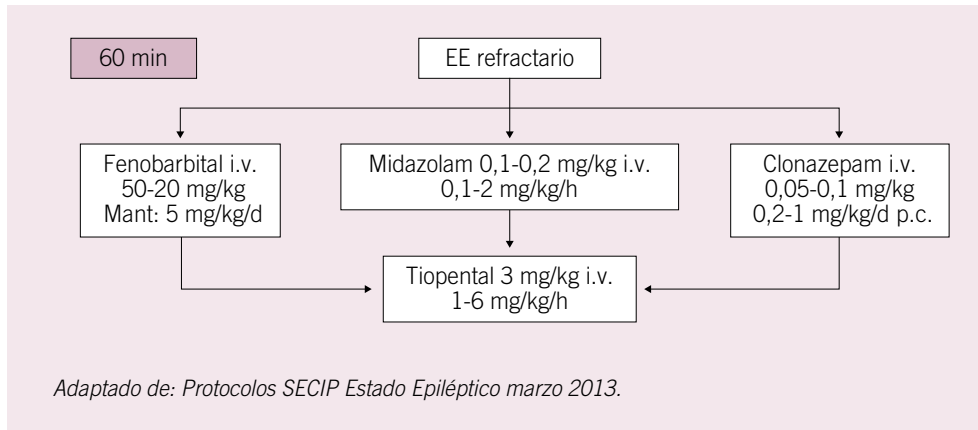 60 min
EE refractario
Fenobarbital i.v.
50-20 mg/kg
Mant: 5 mg/kg/d
Midazolam 0,1-0,2 mg/kg i.v.
0,1-2 mg/kg/h
Clonazepam i.v.
0,05-0,1 mg/kg
0,2-1 mg/kg/d p.c.
Tiopental 3 mg/kg i.v.
1-6 mg/kg/h
Adaptado de: Protocolos SECIP Estado Epiléptico marzo 2013.